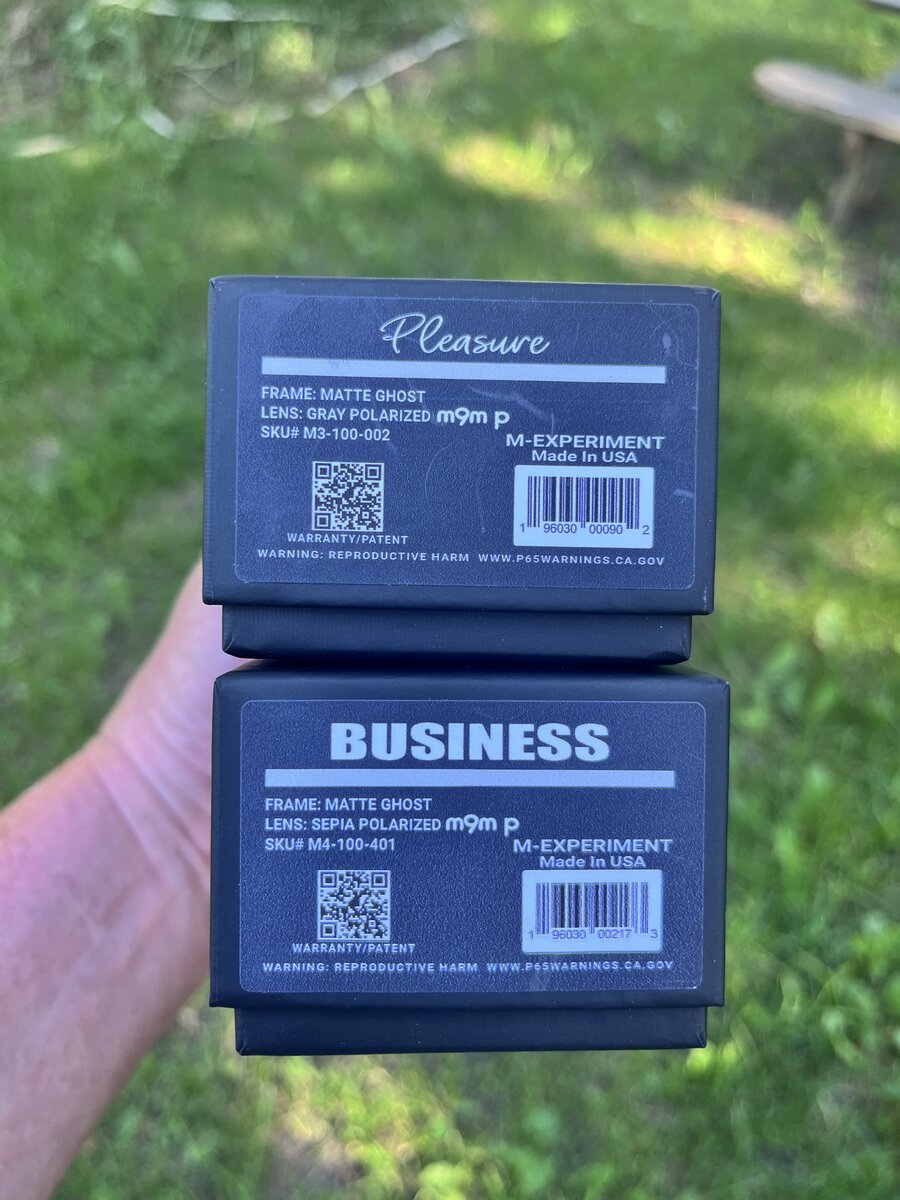 Pleasure
FRAME: MATTE GHOST
LENS: GRAY POLARIZED m9m p
SKU# M3-100-002
M-EXPERIMENT
Made In USA
1 96030 00090 2
WARRANTY/PATENT
WARNING: REPRODUCTIVE HARM WWW.P65WARNINGS.CA.GOV
BUSINESS
FRAME: MATTE GHOST
LENS: SEPIA POLARIZED m9m p
SKU# M4-100-401
M-EXPERIMENT
Made In USA
1 96030 00217 3
WARRANTY/PATENT
WARNING: REPRODUCTIVE HARM WWW.P65WARNINGS.CA.GOV